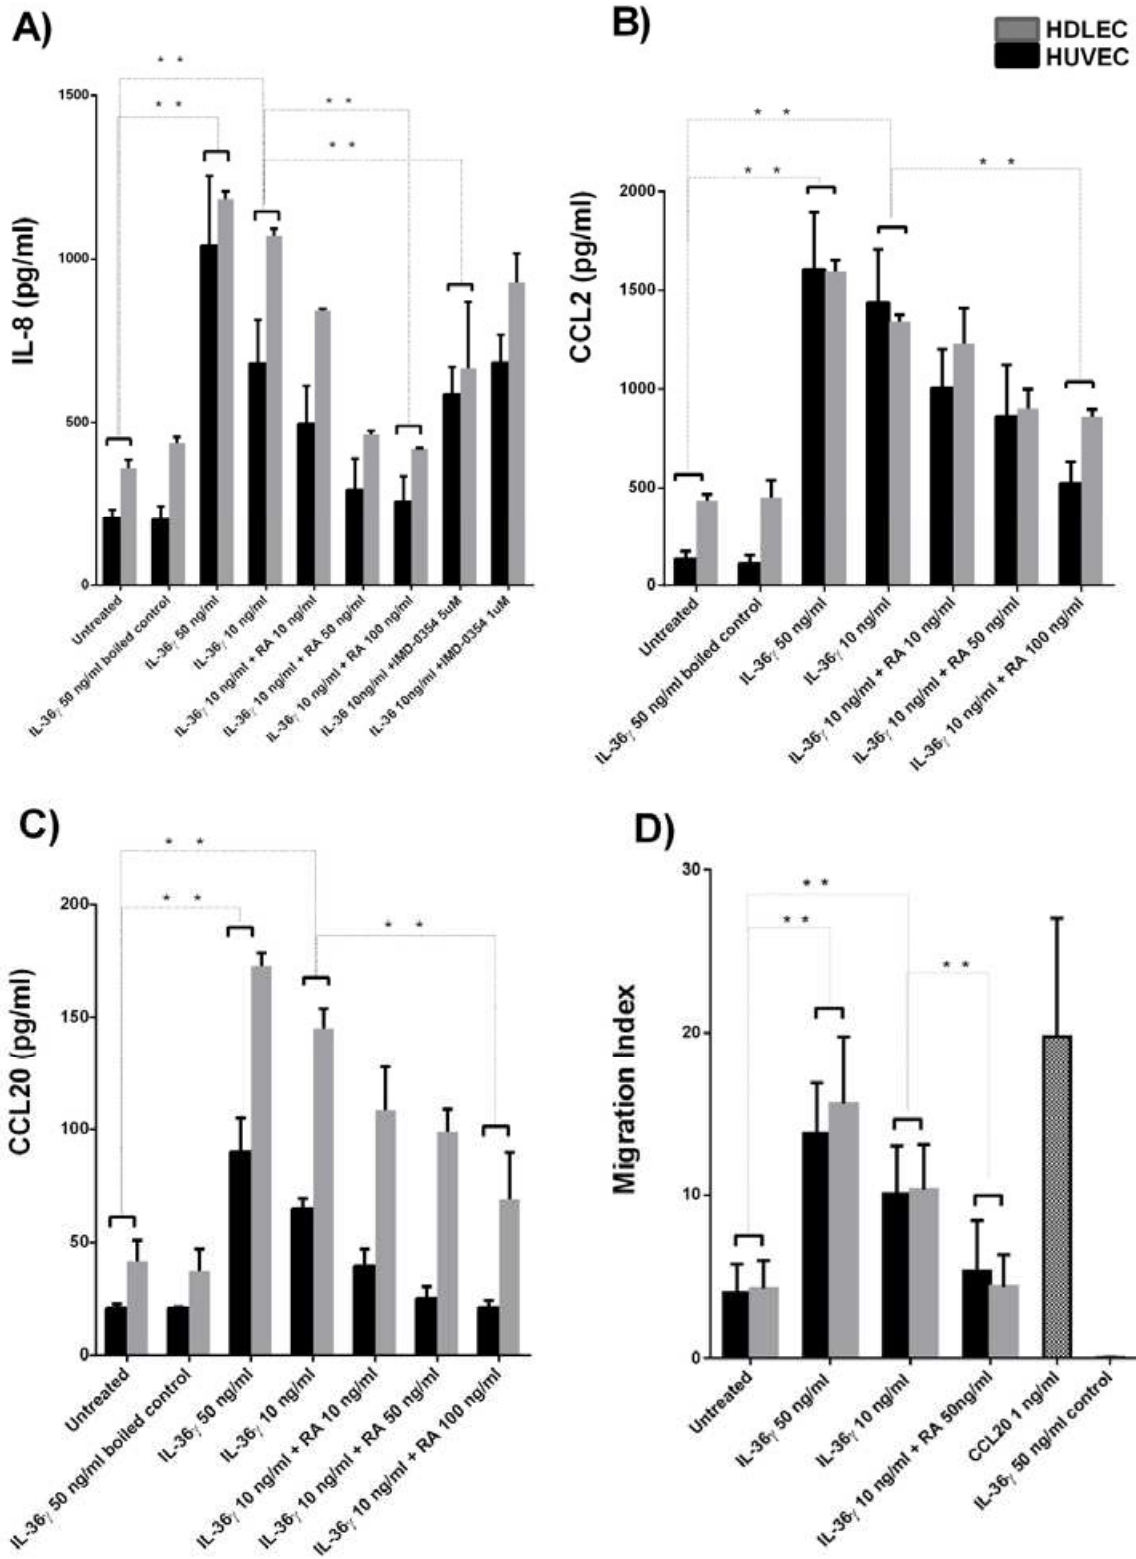 A)
* *
* *
* *
* *
1500
1000
500
0
IL-8 (pg/ml)
Untreated
IL-36γ 50 ng/ml boiled control
IL-36γ 50 ng/ml
IL-36γ 10 ng/ml
IL-36γ 10 ng/ml + RA 10 ng/ml
IL-36γ 10 ng/ml + RA 50 ng/ml
IL-36γ 10 ng/ml + RA 100 ng/ml
IL-36 10ng/ml +IMD-0354 5uM
IL-36 10ng/ml +IMD-0354 1uM
B)
HDLEC
HUVEC
* *
* *
* *
2000
1500
1000
500
0
CCL2 (pg/ml)
Untreated
IL-36γ 50 ng/ml boiled control
IL-36γ 50 ng/ml
IL-36γ 10 ng/ml
IL-36γ 10 ng/ml + RA 10 ng/ml
IL-36γ 10 ng/ml + RA 50 ng/ml
IL-36γ 10 ng/ml + RA 100 ng/ml
C)
* *
* *
* *
200
150
100
50
0
CCL20 (pg/ml)
Untreated
IL-36γ 50 ng/ml boiled control
IL-36γ 50 ng/ml
IL-36γ 10 ng/ml
IL-36γ 10 ng/ml + RA 10 ng/ml
IL-36γ 10 ng/ml + RA 50 ng/ml
IL-36γ 10 ng/ml + RA 100 ng/ml
D)
* *
* *
* *
30
20
10
0
Migration Index
Untreated
IL-36γ 50 ng/ml
IL-36γ 10 ng/ml
IL-36γ 10 ng/ml + RA 50ng/ml
CCL20 1 ng/ml
IL-36γ 50 ng/ml control